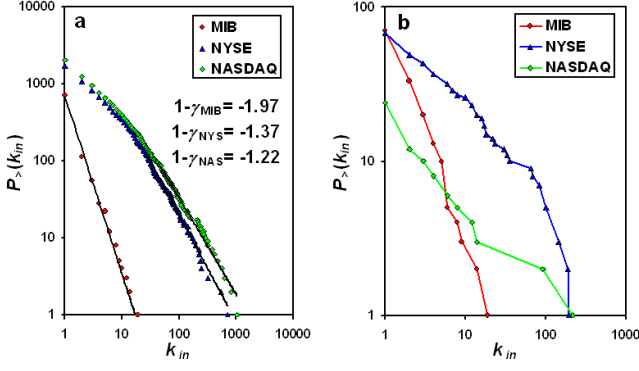 a
MIB
NYSE
NASDAQ
1-γMIB= -1.97
1-γNYS= -1.37
1-γNAS= -1.22
P>(kin)
10000
1000
100
10
1
1 10 100 1000 10000
kin
b
MIB
NYSE
NASDAQ
P>(kin)
100
10
1
1 10 100 1000
kin